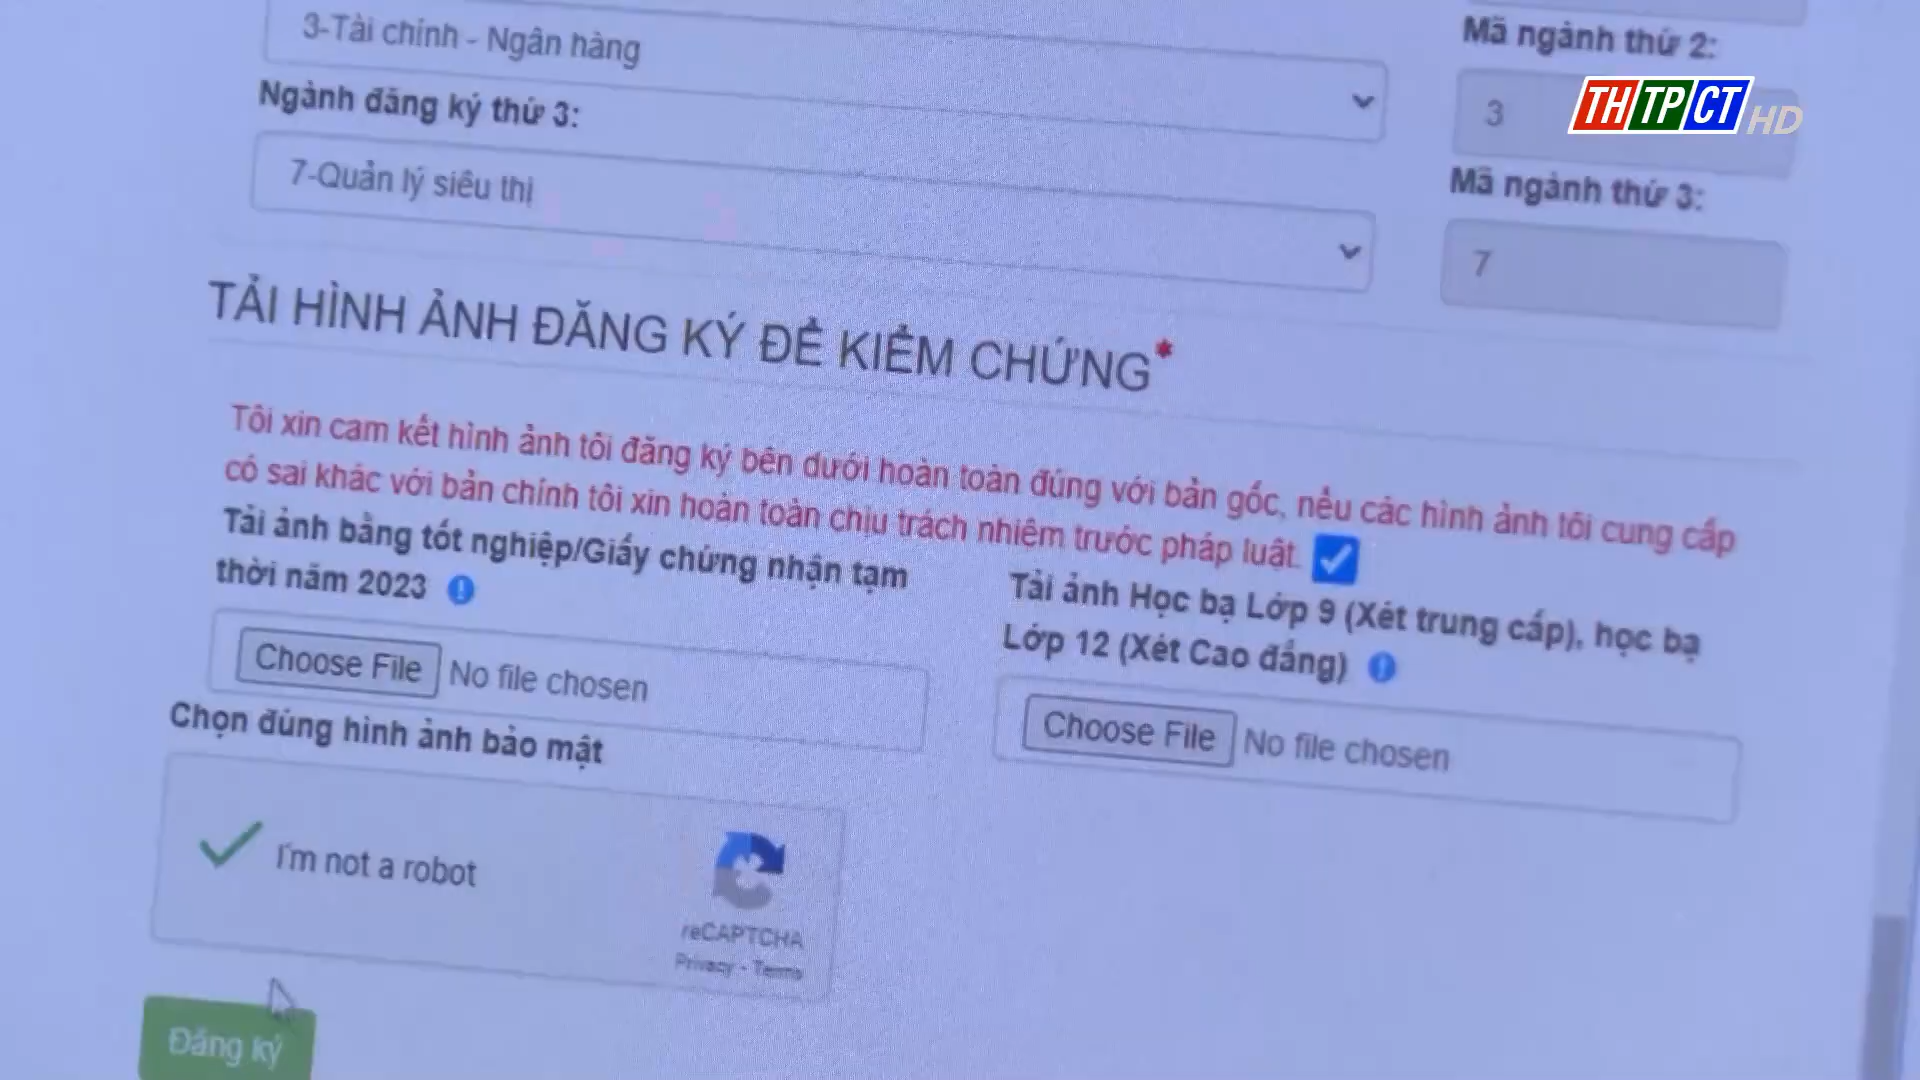 3-Tài chính - Ngân hàng
Mã ngành thứ 2:
3
THTPCT HD
Ngành đăng ký thứ 3:
Mã ngành thứ 3:
7-Quản lý siêu thị
7
TẢI HÌNH ẢNH ĐĂNG KÝ ĐỂ KIỂM CHỨNG*
Tôi xin cam kết hình ảnh tôi đăng ký bên dưới hoàn toàn đúng với bản gốc, nếu các hình ảnh tôi cung cấp
có sai khác với bản chính tôi xin hoàn toàn chịu trách nhiệm trước pháp luật.
Tải ảnh bằng tốt nghiệp/Giấy chứng nhận tạm
thời năm 2023
Choose File No file chosen
Tải ảnh Học bạ Lớp 9 (Xét trung cấp), học bạ
Lớp 12 (Xét Cao đẳng)
Choose File No file chosen
Chọn đúng hình ảnh bảo mật
I'm not a robot
reCAPTCHA
Privacy - Terms
Đăng ký